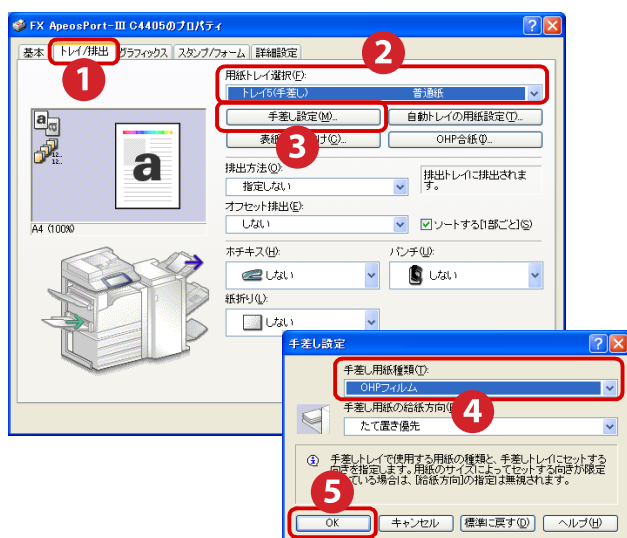 FX ApeosPort-III C4405のプロパティ
基本 トレイ/排出 グラフィックス スタンプ/フォーム 詳細設定
1
2
用紙トレイ選択(F):
トレイ5(手差し) 普通紙
手差し設定(M)...
自動トレイの用紙設定(T)...
3
OHP合紙(I)...
排出方法(O):
指定しない
排出トレイに排出されま
す。
オフセット排出(E):
しない
ソートする[1部ごと](S)
A4 (100%)
ホチキス(H):
しない
パンチ(U):
しない
紙折り(L):
しない
手差し設定
手差し用紙種類(T):
OHPフィルム
手差し用紙の給紙方向
4
たて置き優先
手差しトレイで使用する用紙の種類と、手差しトレイにセットする
向きを指定します。用紙のサイズによってセットする向きが限定
ている場合は、[給紙方向]の指定は無視されます。
5
OK キャンセル 標準に戻す(D) ヘルプ(H)